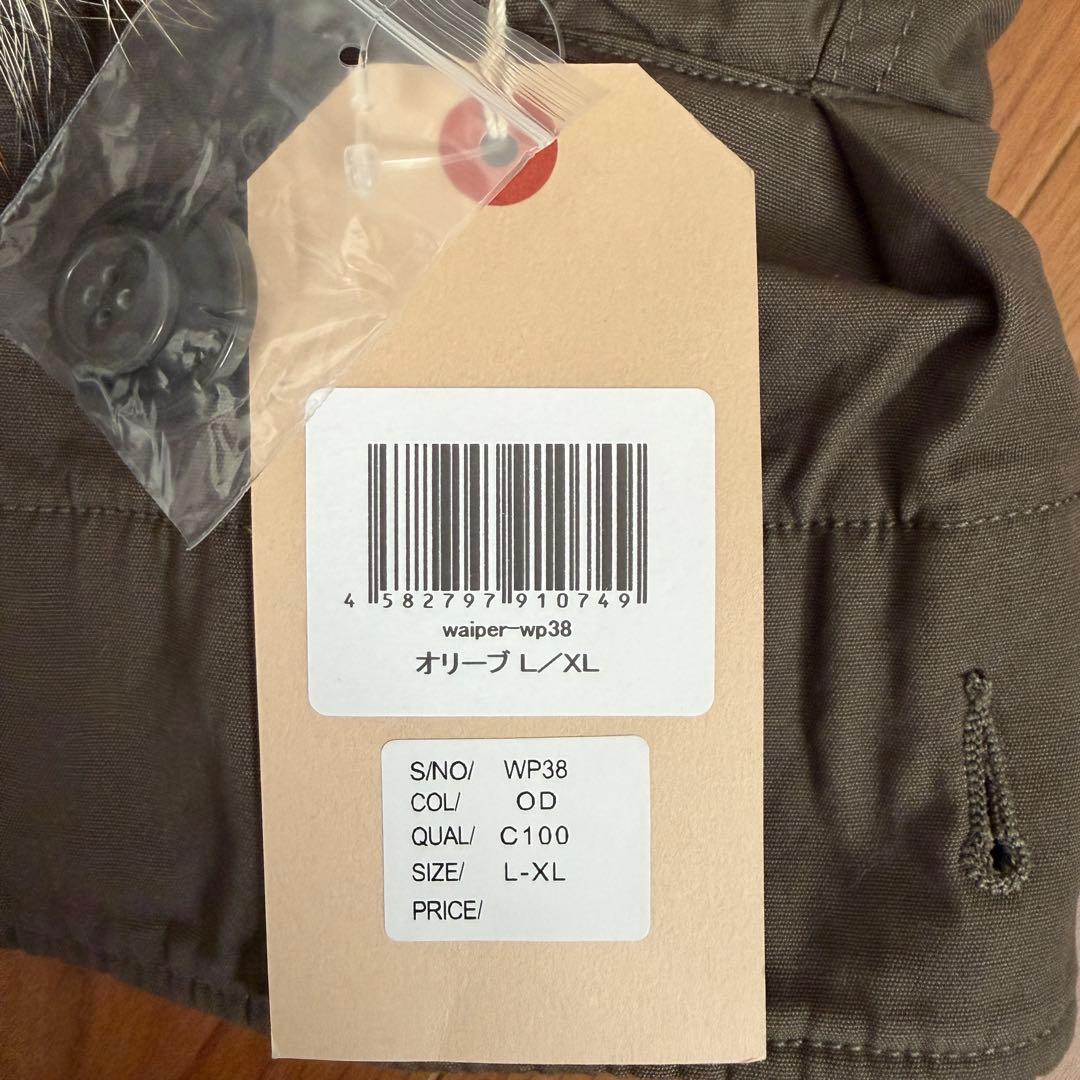 4 582797 910749
waiper-wp38
オリーブ L／XL
S/NO/ WP38
COL/ OD
QUAL/ C100
SIZE/ L-XL
PRICE/